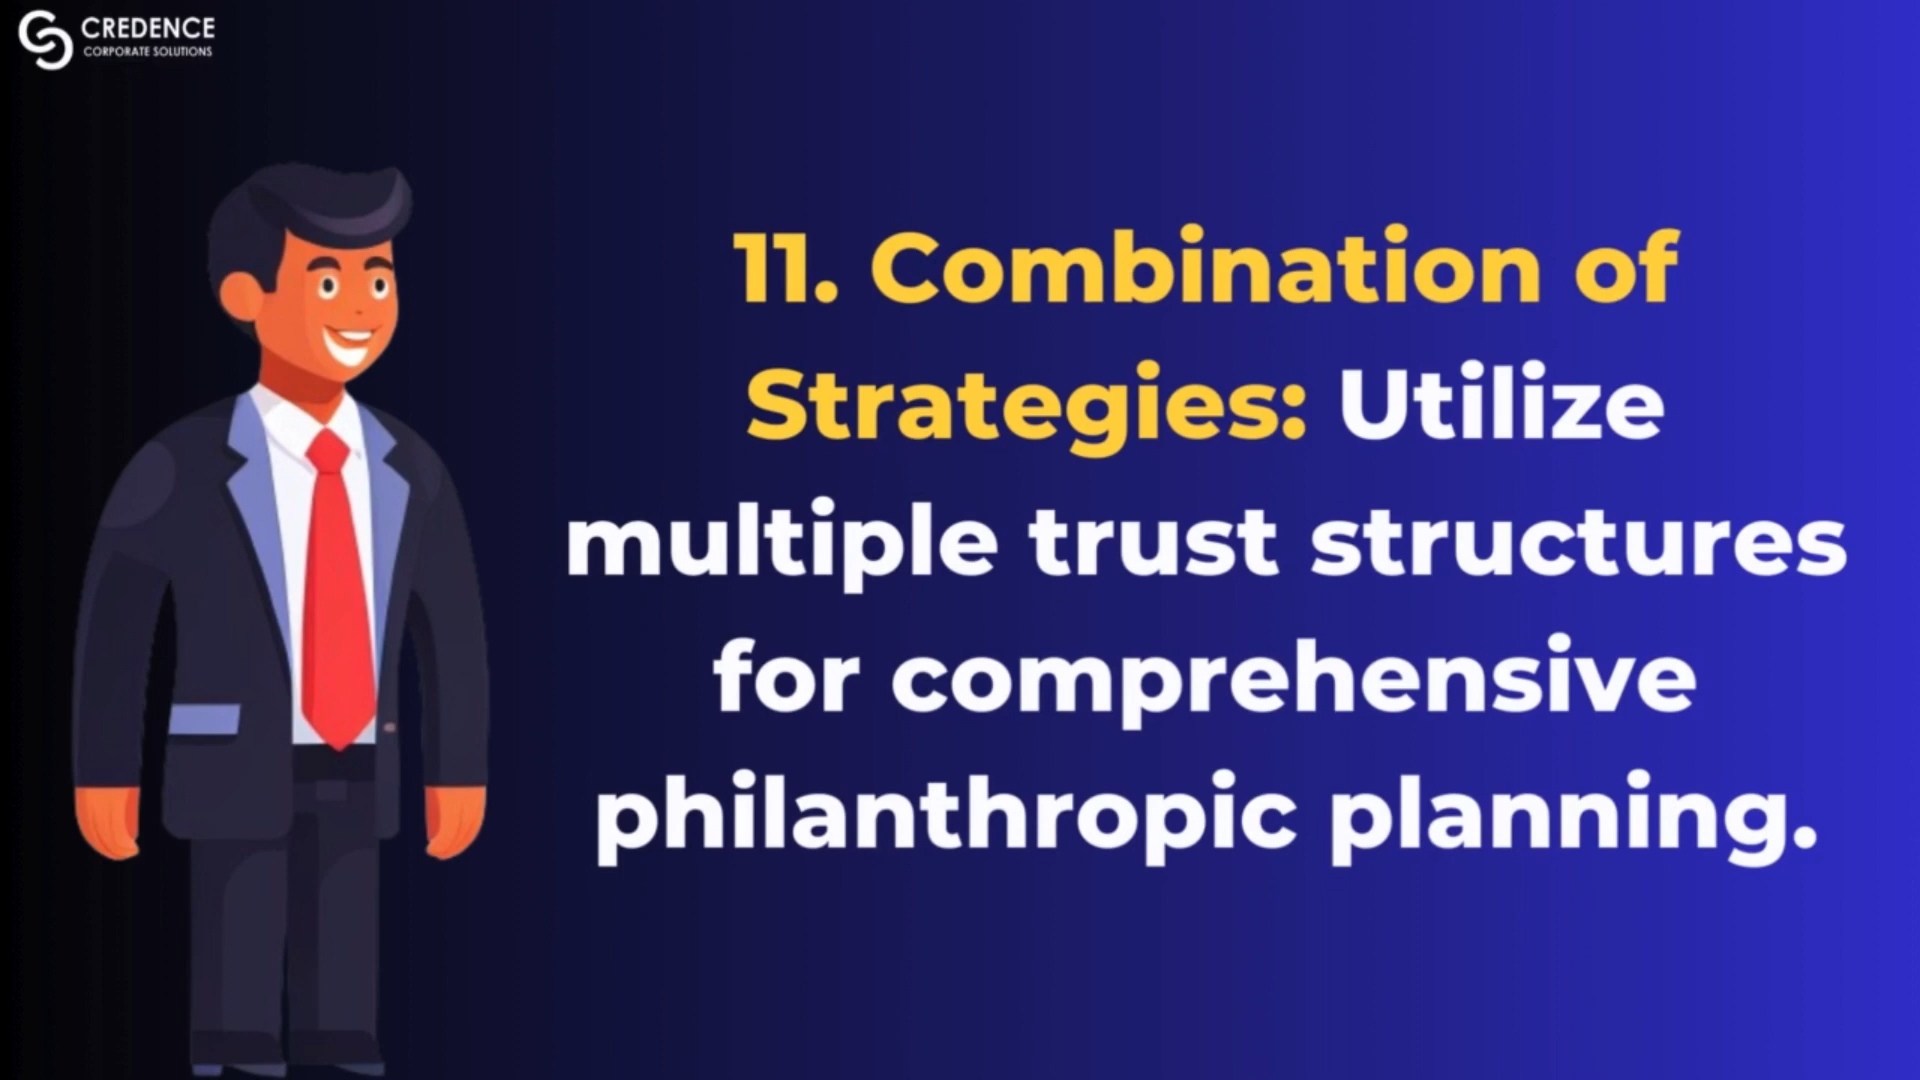 CREDENCE
CORPORATE SOLUTIONS
11. Combination of
Strategies: Utilize
multiple trust structures
for comprehensive
philanthropic planning.